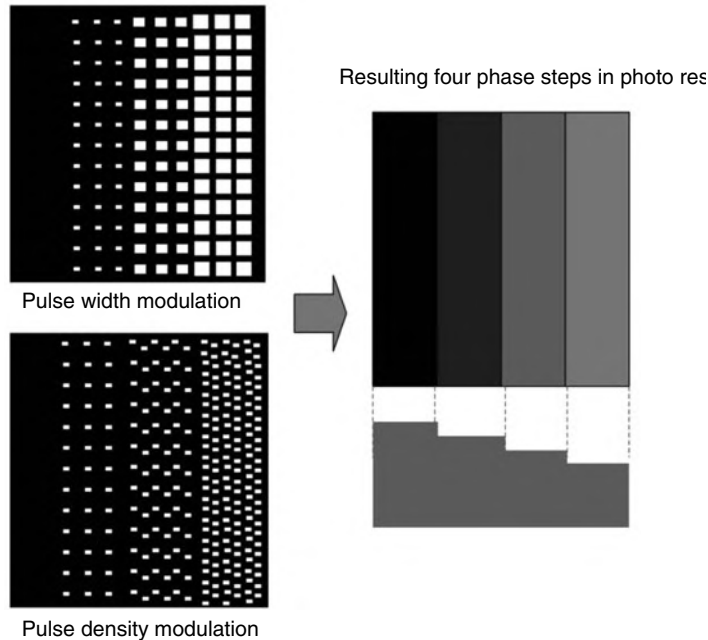 Resulting four phase steps in photo res
Pulse width modulation
Pulse density modulation